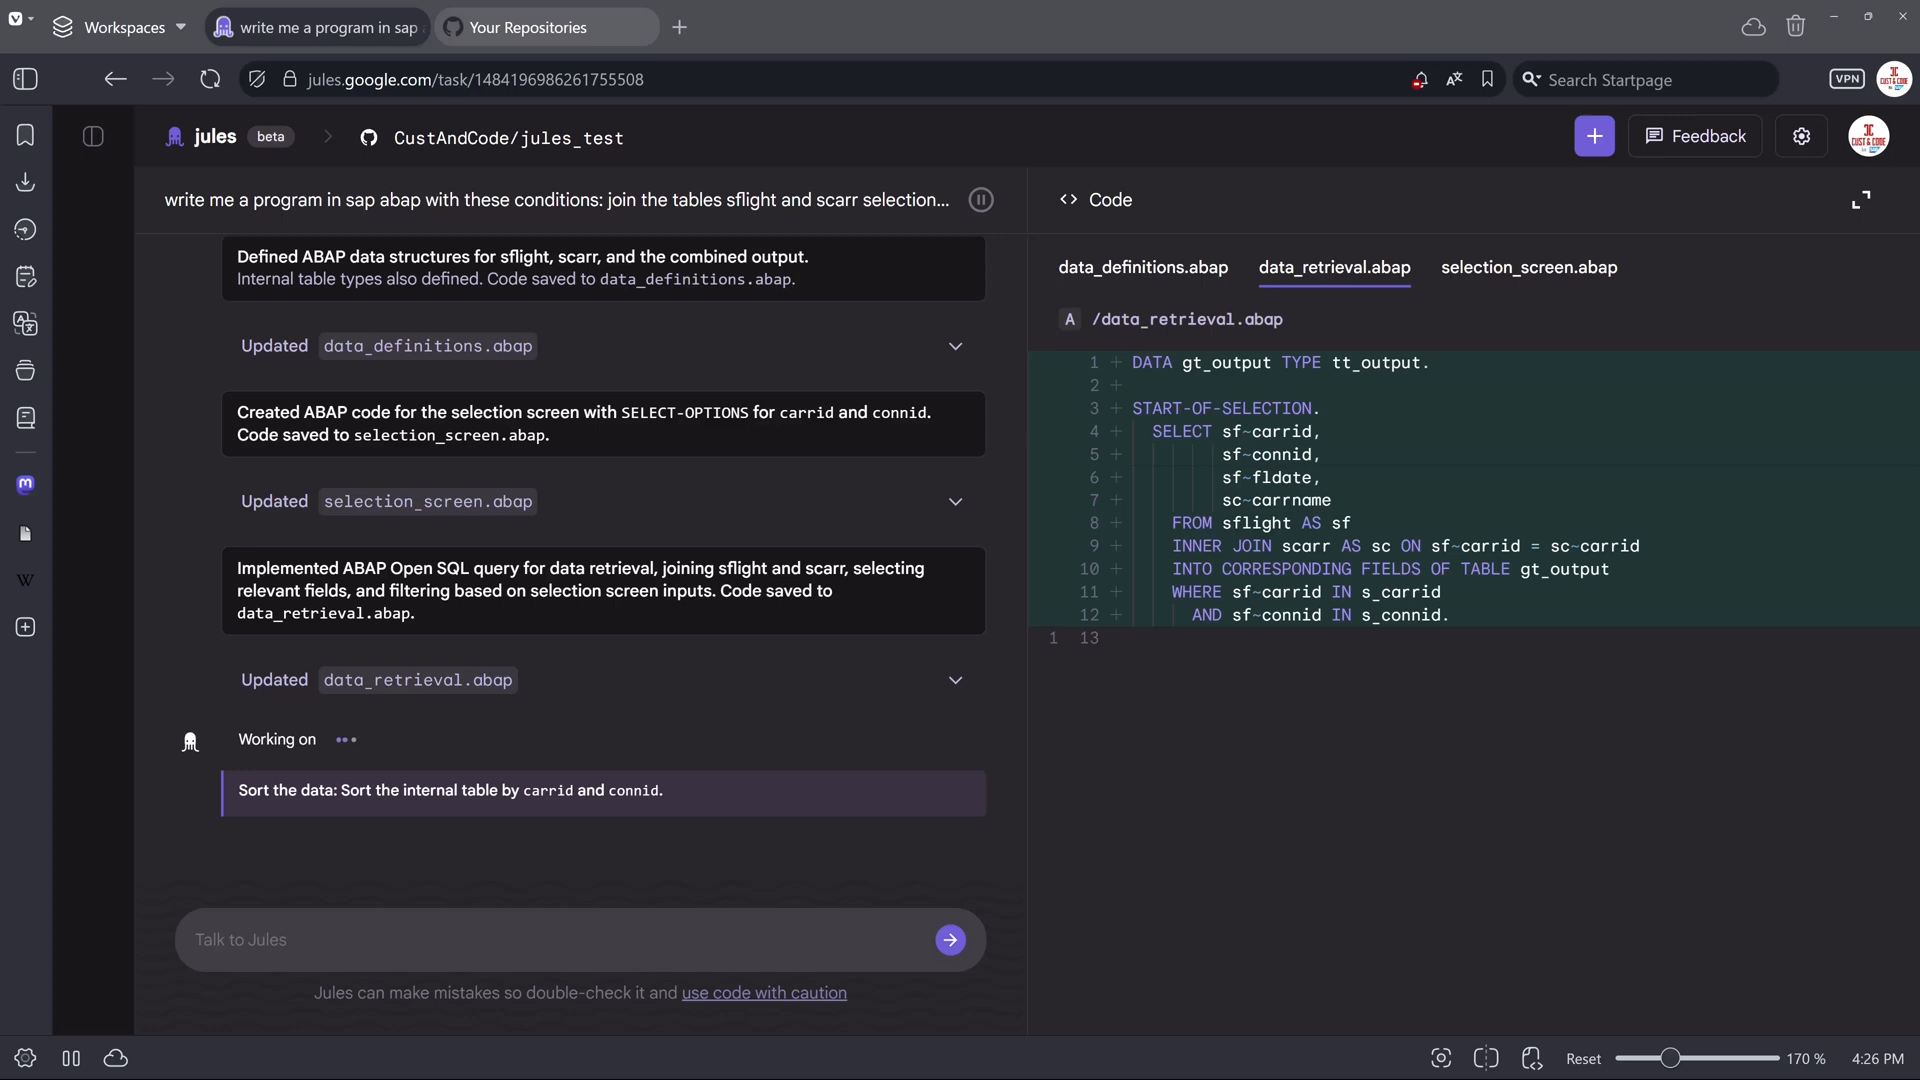 Workspaces
write me a program in sap
Your Repositories
jules.google.com/task/1484196986261755508
Search Startpage
VPN
CUST & CODE
jules beta
CustAndCode/jules_test
Feedback
CUST & CODE
write me a program in sap abap with these conditions: join the tables sflight and scarr selection...
Defined ABAP data structures for sflight, scarr, and the combined output.
Internal table types also defined. Code saved to data_definitions.abap.
Updated data_definitions.abap
Created ABAP code for the selection screen with SELECT-OPTIONS for carrid and connid.
Code saved to selection_screen.abap.
Updated selection_screen.abap
Implemented ABAP Open SQL query for data retrieval, joining sflight and scarr, selecting
relevant fields, and filtering based on selection screen inputs. Code saved to
data_retrieval.abap.
Updated data_retrieval.abap
Working on
Sort the data: Sort the internal table by carrid and connid.
Talk to Jules
Jules can make mistakes so double-check it and use code with caution
<> Code
data_definitions.abap data_retrieval.abap selection_screen.abap
A /data_retrieval.abap
1 + DATA gt_output TYPE tt_output.
2 +
3 + START-OF-SELECTION.
4 + SELECT sf~carrid,
5 + sf~connid,
6 + sf~fldate,
7 + sc~carrname
8 + FROM sflight AS sf
9 + INNER JOIN scarr AS sc ON sf~carrid = sc~carrid
10 + INTO CORRESPONDING FIELDS OF TABLE gt_output
11 + WHERE sf~carrid IN s_carrid
12 + AND sf~connid IN s_connid.
1 13
W
Reset 170 % 4:26 PM